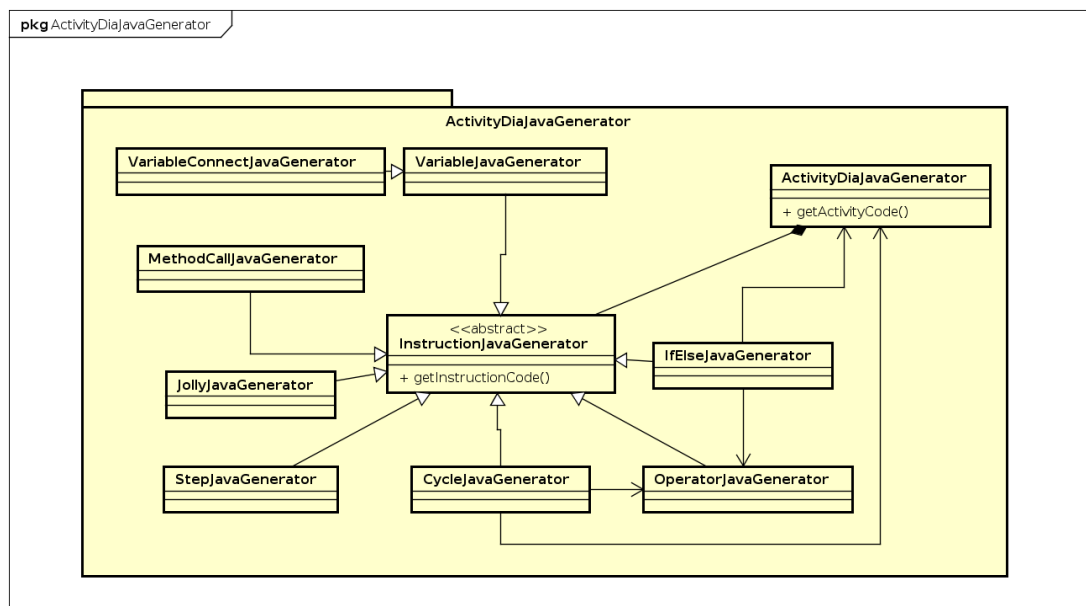 pkg ActivityDiaJavaGenerator
ActivityDiaJavaGenerator
VariableConnectJavaGenerator
VariableJavaGenerator
ActivityDiaJavaGenerator
+ getActivityCode()
MethodCallJavaGenerator
<<abstract>>
InstructionJavaGenerator
+ getInstructionCode()
IfElseJavaGenerator
JollyJavaGenerator
StepJavaGenerator
CycleJavaGenerator
OperatorJavaGenerator